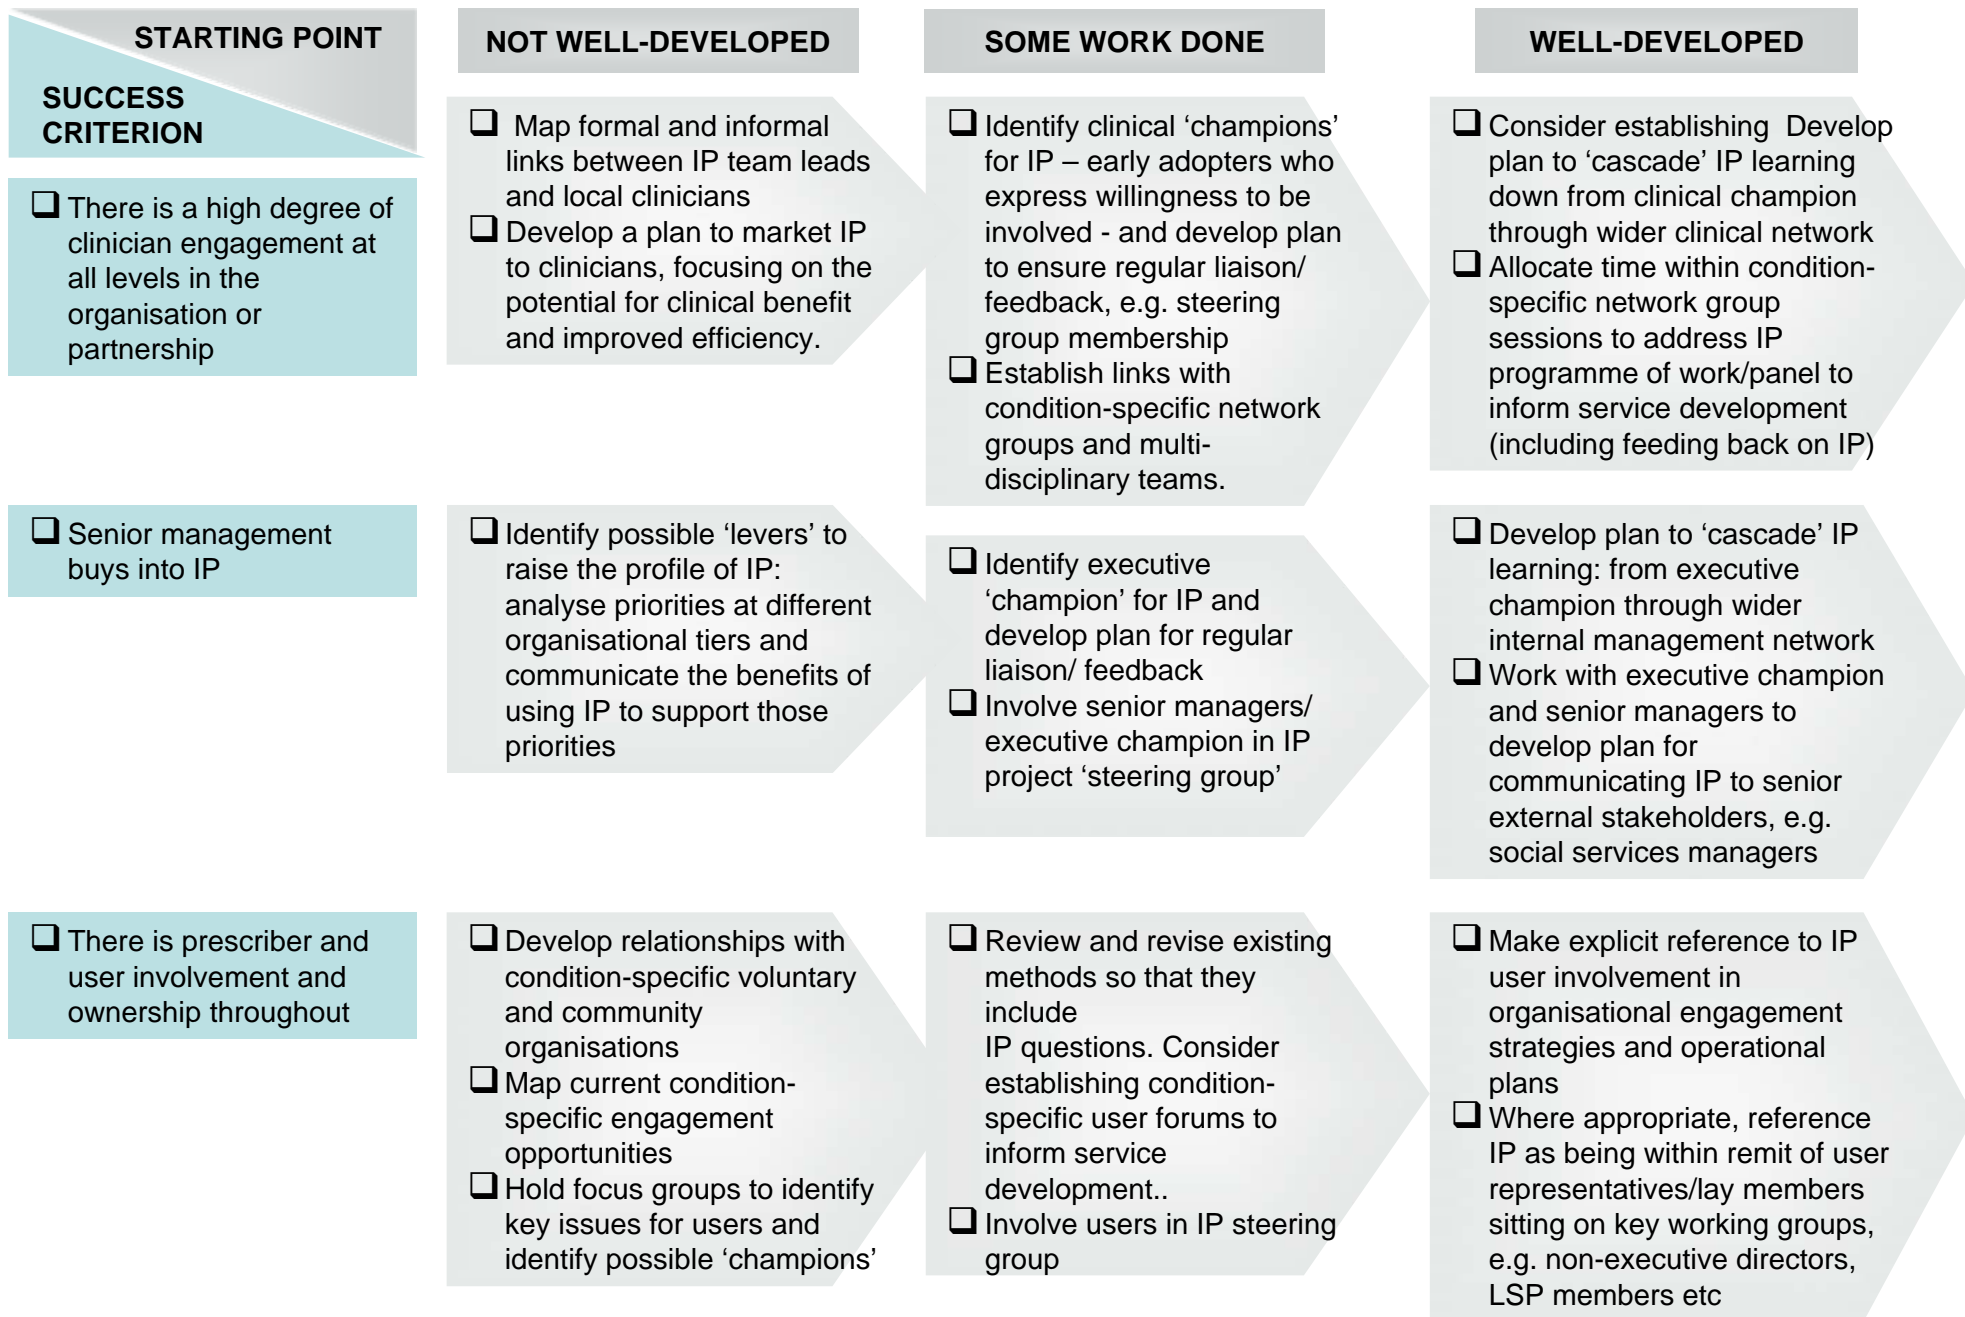 STARTING POINT
SUCCESS
CRITERION
NOT WELL-DEVELOPED
SOME WORK DONE
WELL-DEVELOPED
There is a high degree of
clinician engagement at
all levels in the
organisation or
partnership
Map formal and informal
links between IP team leads
and local clinicians
Develop a plan to market IP
to clinicians, focusing on the
potential for clinical benefit
and improved efficiency.
Identify clinical ‘champions’
for IP – early adopters who
express willingness to be
involved - and develop plan
to ensure regular liaison/
feedback, e.g. steering
group membership
Establish links with
condition-specific network
groups and multi-
disciplinary teams.
Consider establishing  Develop
plan to ‘cascade’ IP learning
down from clinical champion
through wider clinical network
Allocate time within condition-
specific network group
sessions to address IP
programme of work/panel to
inform service development
(including feeding back on IP)
Senior management
buys into IP
Identify possible ‘levers’ to
raise the profile of IP:
analyse priorities at different
organisational tiers and
communicate the benefits of
using IP to support those
priorities
Identify executive
‘champion’ for IP and
develop plan for regular
liaison/ feedback
Involve senior managers/
executive champion in IP
project ‘steering group’
Develop plan to ‘cascade’ IP
learning: from executive
champion through wider
internal management network
Work with executive champion
and senior managers to
develop plan for
communicating IP to senior
external stakeholders, e.g.
social services managers
There is prescriber and
user involvement and
ownership throughout
Develop relationships with
condition-specific voluntary
and community
organisations
Map current condition-
specific engagement
opportunities
Hold focus groups to identify
key issues for users and
identify possible ‘champions’
Review and revise existing
methods so that they
include
IP questions. Consider
establishing condition-
specific user forums to
inform service
development..
Involve users in IP steering
group
Make explicit reference to IP
user involvement in
organisational engagement
strategies and operational
plans
Where appropriate, reference
IP as being within remit of user
representatives/lay members
sitting on key working groups,
e.g. non-executive directors,
LSP members etc